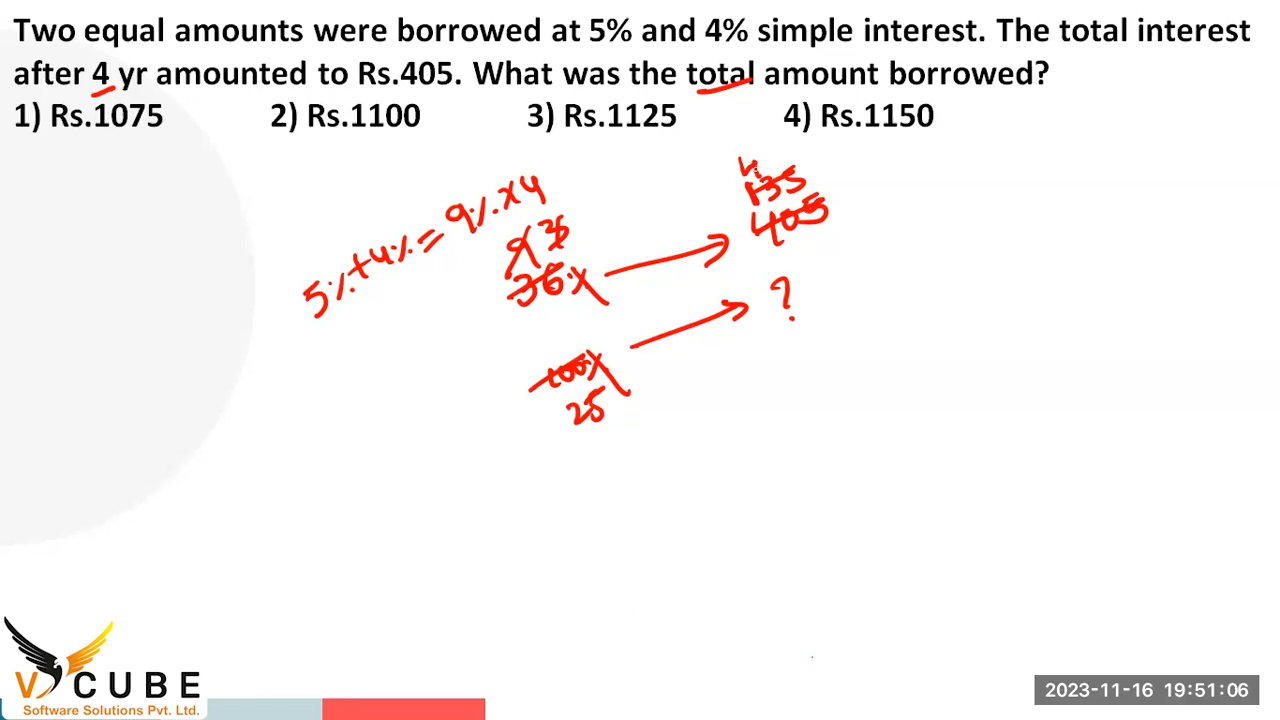 Two equal amounts were borrowed at 5% and 4% simple interest. The total interest
after 4 yr amounted to Rs.405. What was the total amount borrowed?
1) Rs.1075 2) Rs.1100 3) Rs.1125 4) Rs.1150
5%+4% = 9%×4
135
405
9
36%
?
100%
25
V CUBE
Software Solutions Pvt. Ltd.
2023-11-16 19:51:06